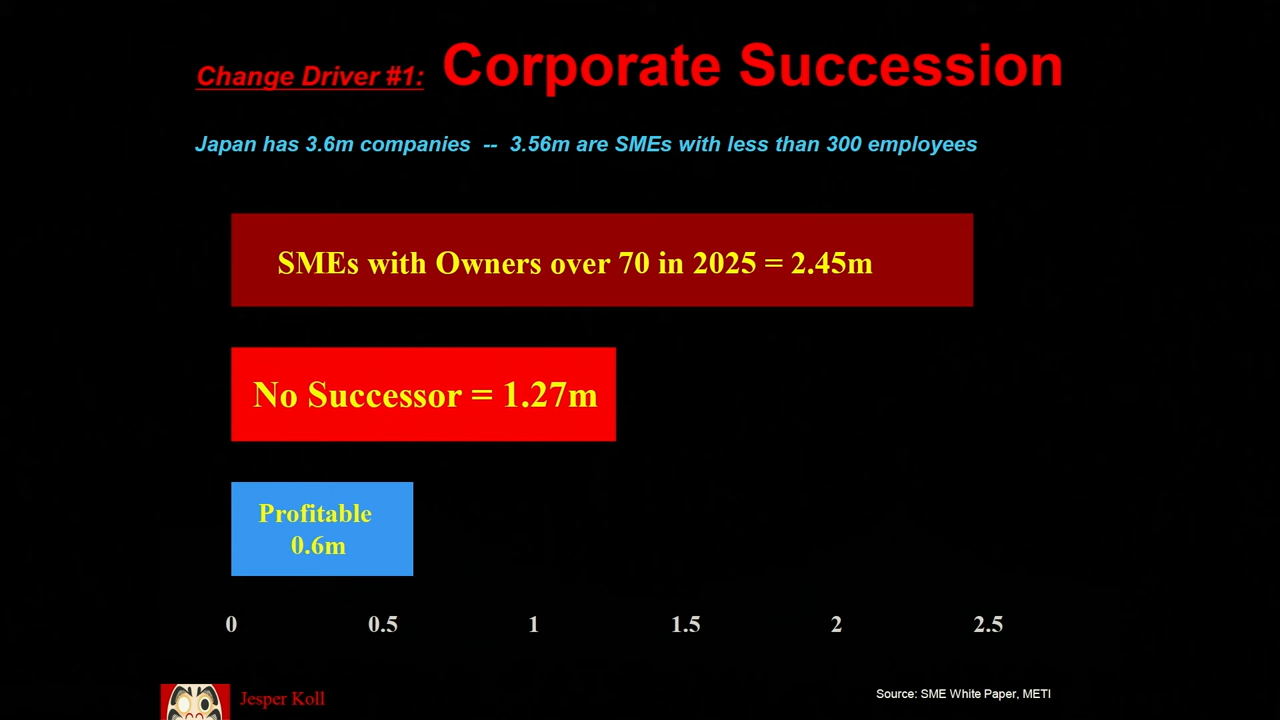 Change Driver #1: Corporate Succession
Japan has 3.6m companies -- 3.56m are SMEs with less than 300 employees
SMEs with Owners over 70 in 2025 = 2.45m
No Successor = 1.27m
Profitable
0.6m
0 0.5 1 1.5 2 2.5
Jesper Koll
Source: SME White Paper, METI